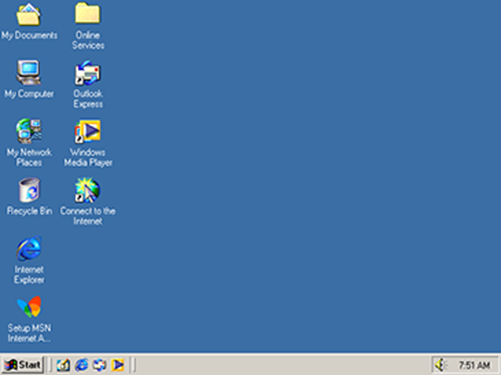 My Documents
Online
Services
My Computer
Outlook
Express
My Network
Places
Windows
Media Player
Recycle Bin
Connect to the
Internet
Internet
Explorer
Setup MSN
Internet A...
Start
7:51 AM